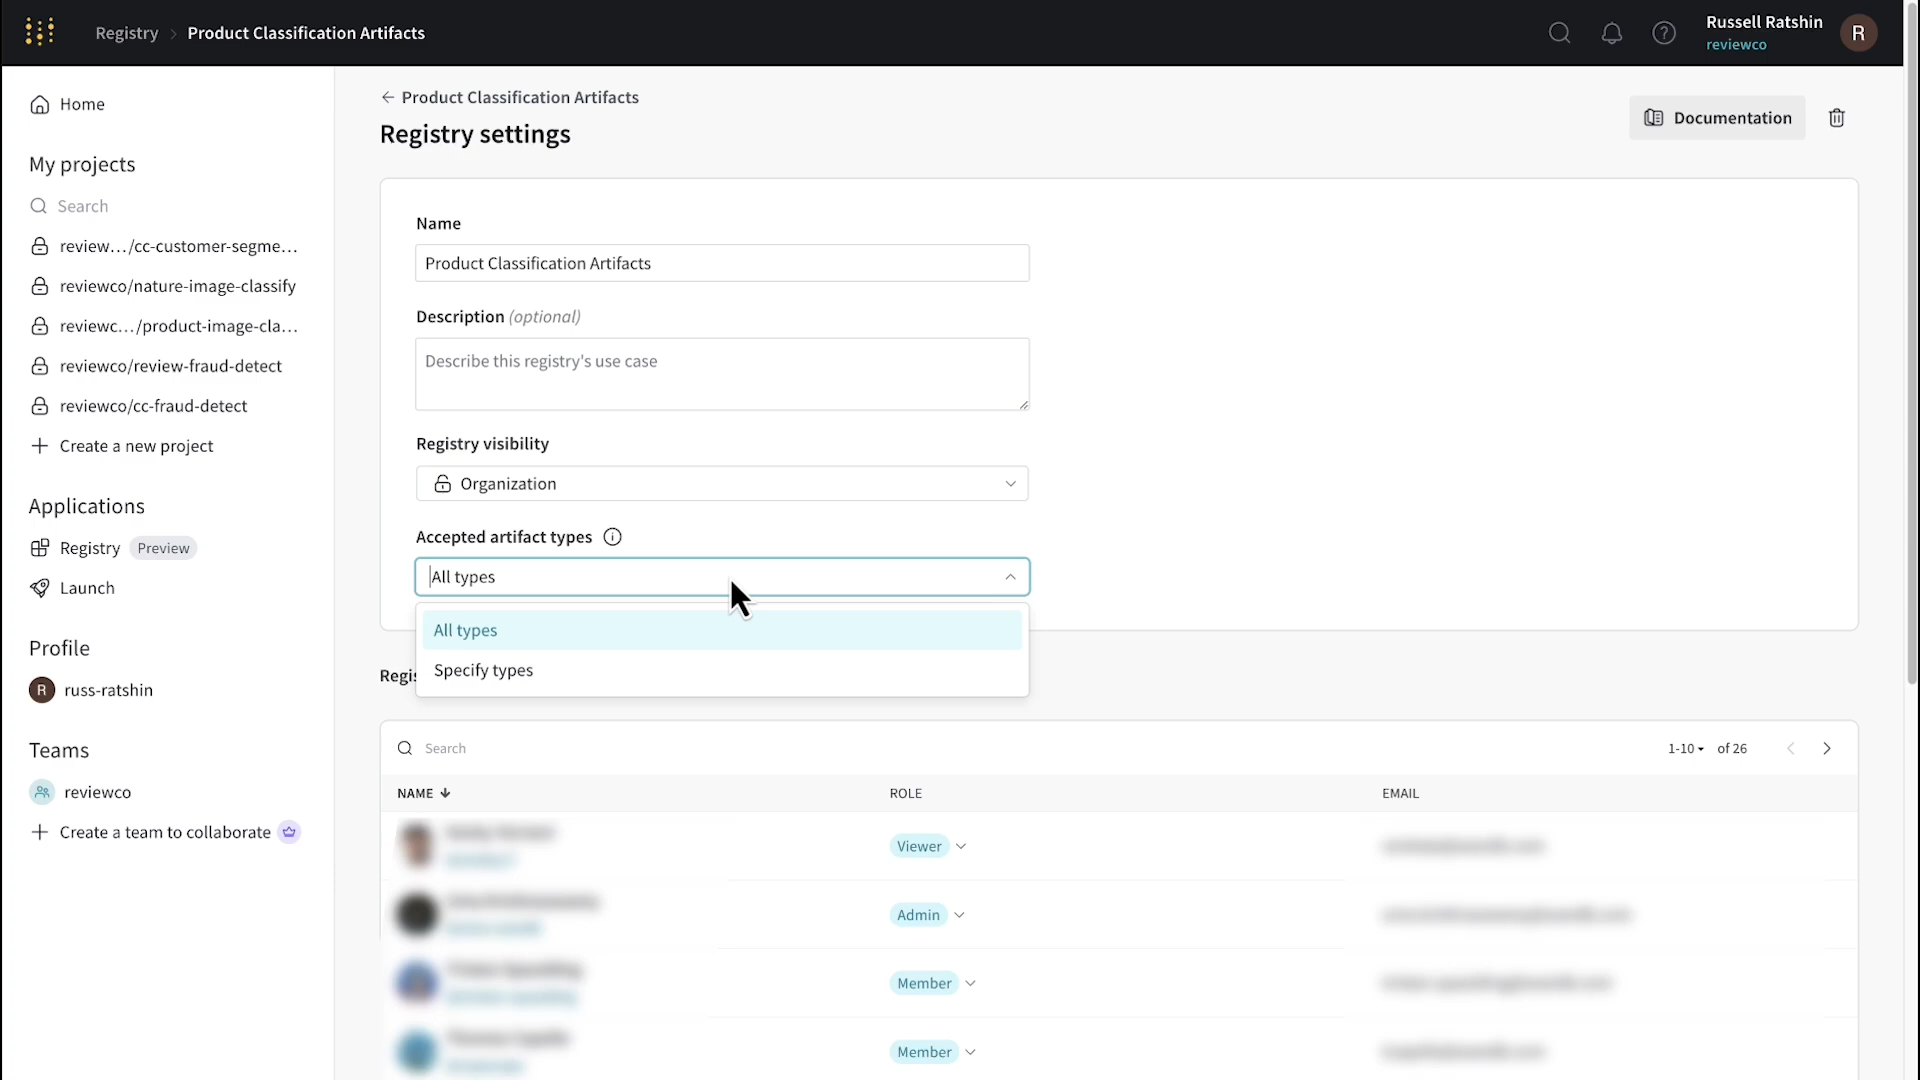 Registry > Product Classification Artifacts
Russell Ratshin
reviewco
R
Home
My projects
Search
review…/cc-customer-segme…
reviewco/nature-image-classify
reviewc…/product-image-cla…
reviewco/review-fraud-detect
reviewco/cc-fraud-detect
Create a new project
Applications
Registry Preview
Launch
Profile
R russ-ratshin
Teams
reviewco
Create a team to collaborate
← Product Classification Artifacts
Registry settings
Documentation
Name
Product Classification Artifacts
Description (optional)
Describe this registry's use case
Registry visibility
Organization
Accepted artifact types
All types
All types
Specify types
Search
1-10 of 26
NAME ROLE EMAIL
Viewer
Admin
Member
Member